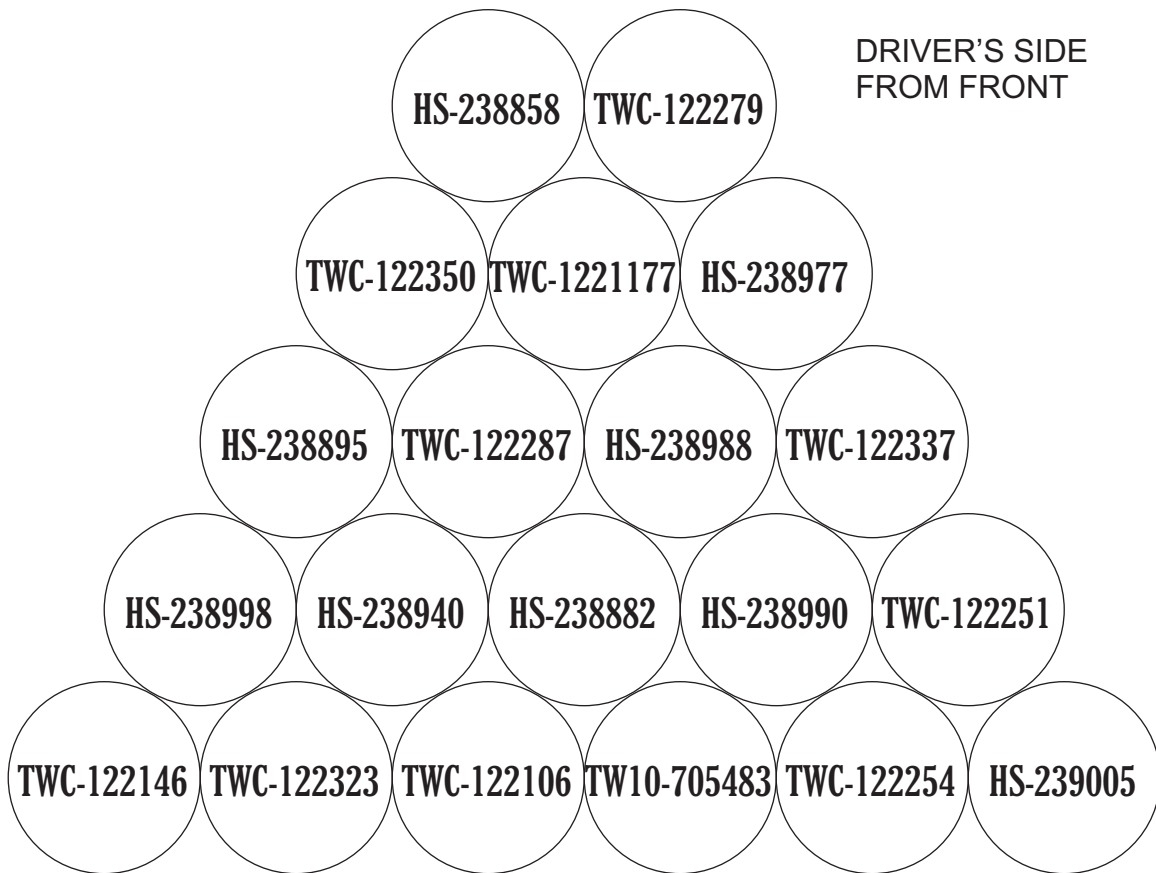 DRIVER’S SIDE
FROM FRONT
HS-238858 TWC-122279
TWC-122350 TWC-1221177 HS-238977
HS-238895 TWC-122287 HS-238988 TWC-122337
HS-238998 HS-238940 HS-238882 HS-238990 TWC-122251
TWC-122146 TWC-122323 TWC-122106 TW10-705483 TWC-122254 HS-239005